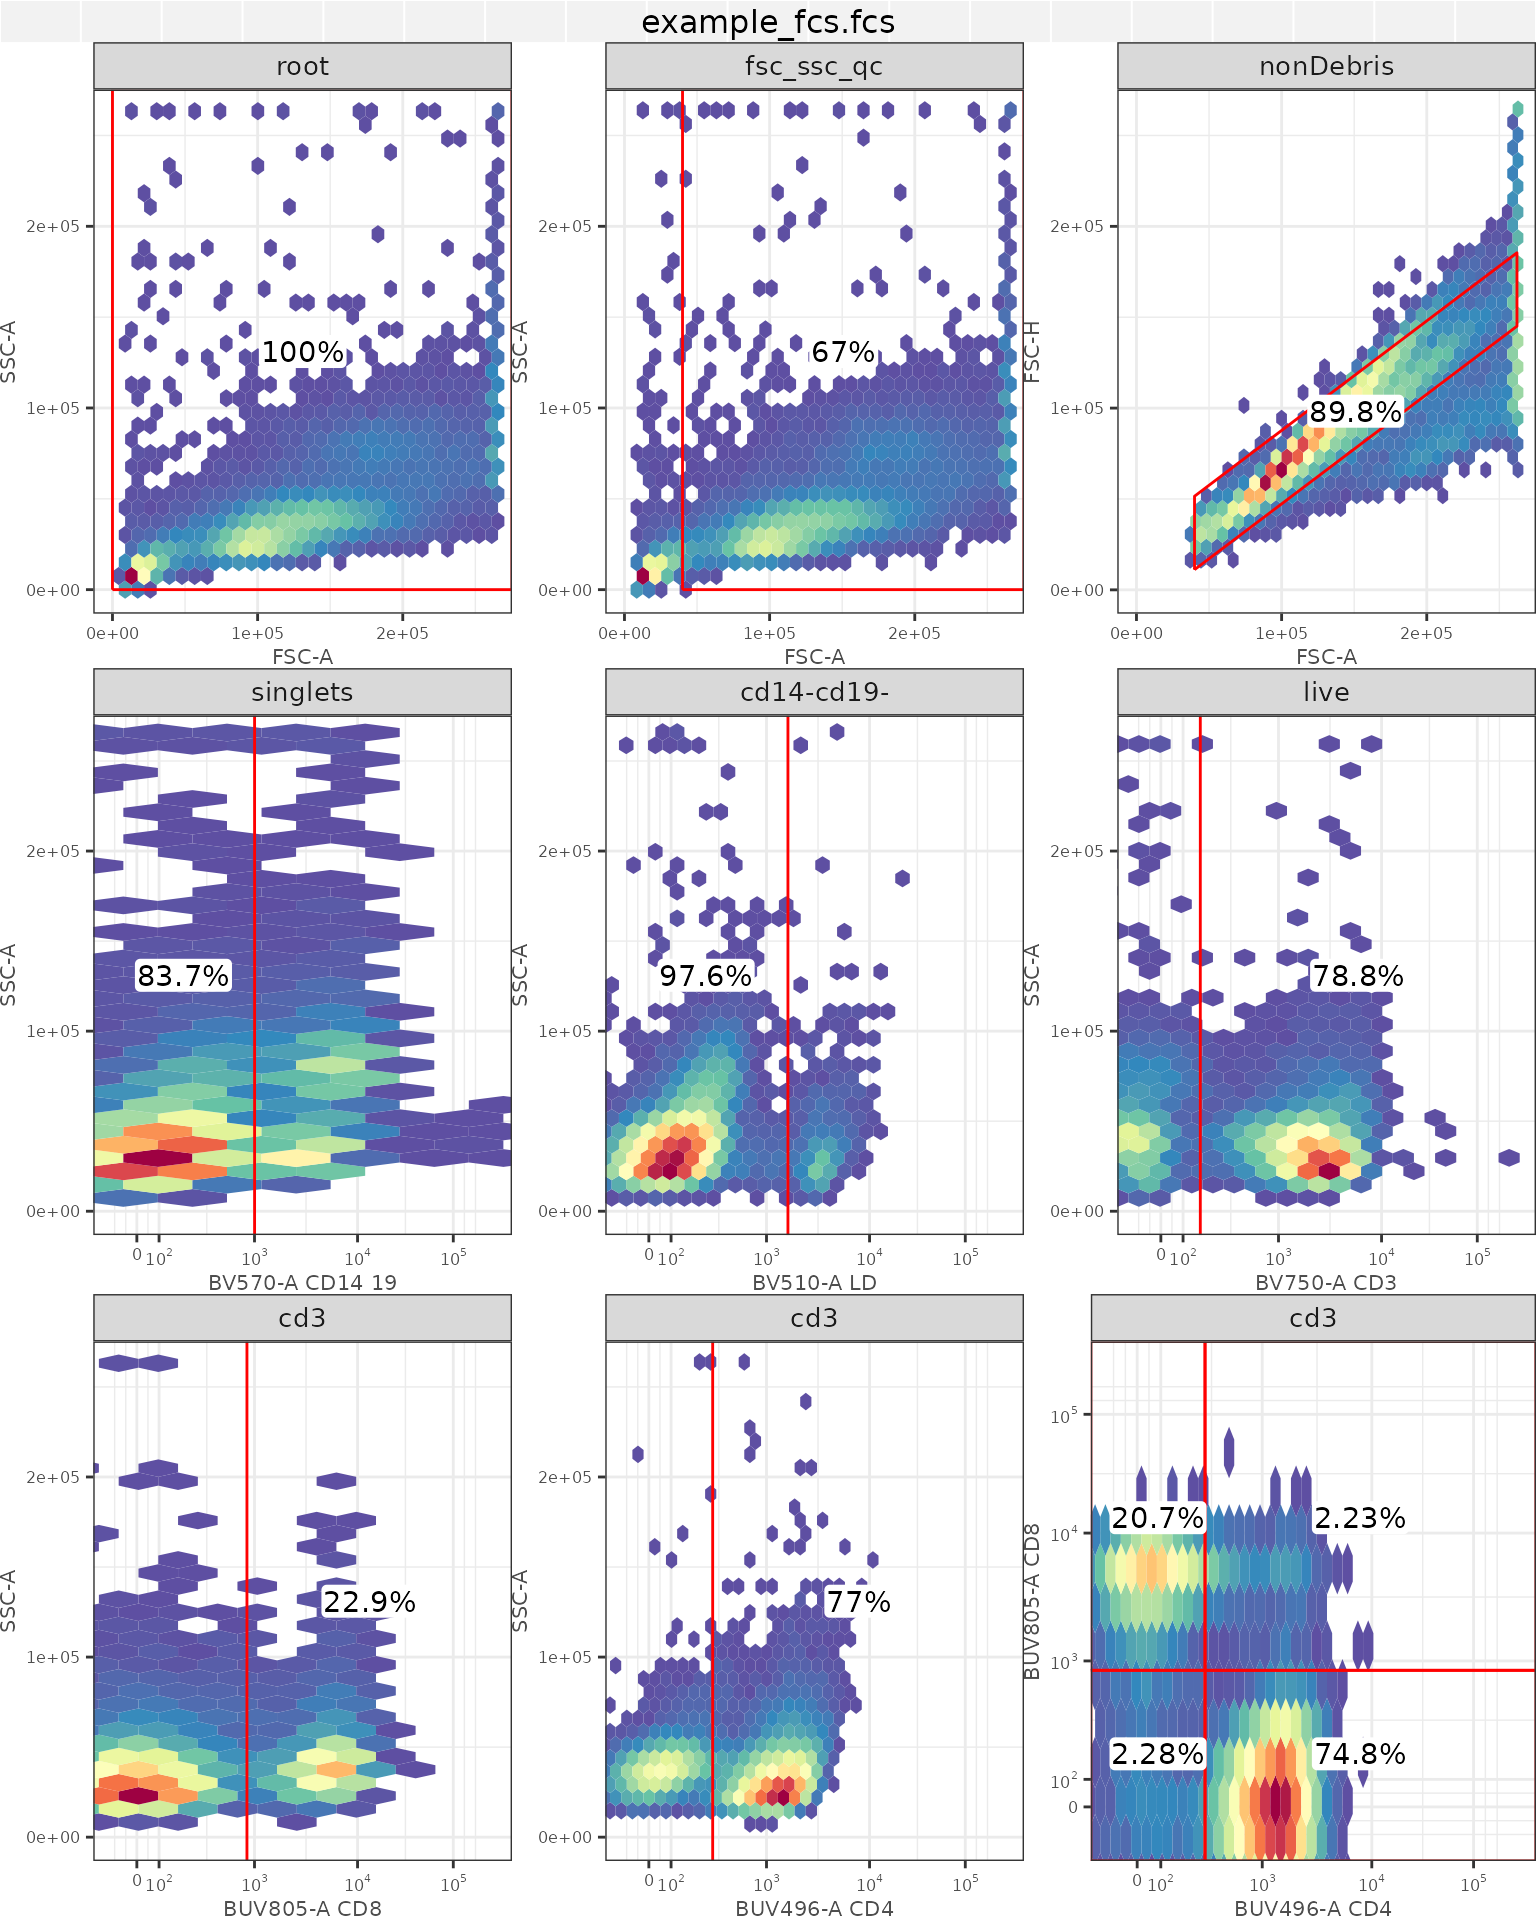 example_fcs.fcs
root
fsc_ssc_qc
nonDebris
SSC-A
2e+05
1e+05
0e+00
100%
0e+00 1e+05 2e+05
FSC-A
SSC-A
2e+05
1e+05
0e+00
67%
0e+00 1e+05 2e+05
FSC-A
FSC-H
2e+05
1e+05
0e+00
89.8%
0e+00 1e+05 2e+05
FSC-A
singlets
cd14-cd19-
live
SSC-A
2e+05
1e+05
0e+00
83.7%
0 10² 10³ 10⁴ 10⁵
BV570-A CD14 19
SSC-A
2e+05
1e+05
0e+00
97.6%
0 10² 10³ 10⁴ 10⁵
BV510-A LD
SSC-A
2e+05
1e+05
0e+00
78.8%
0 10² 10³ 10⁴ 10⁵
BV750-A CD3
cd3
cd3
cd3
SSC-A
2e+05
1e+05
0e+00
22.9%
0 10² 10³ 10⁴ 10⁵
BUV805-A CD8
SSC-A
2e+05
1e+05
0e+00
77%
0 10² 10³ 10⁴ 10⁵
BUV496-A CD4
BUV805-A CD8
10⁵
10⁴
10³
10²
0
20.7% 2.23%
2.28% 74.8%
0 10² 10³ 10⁴ 10⁵
BUV496-A CD4